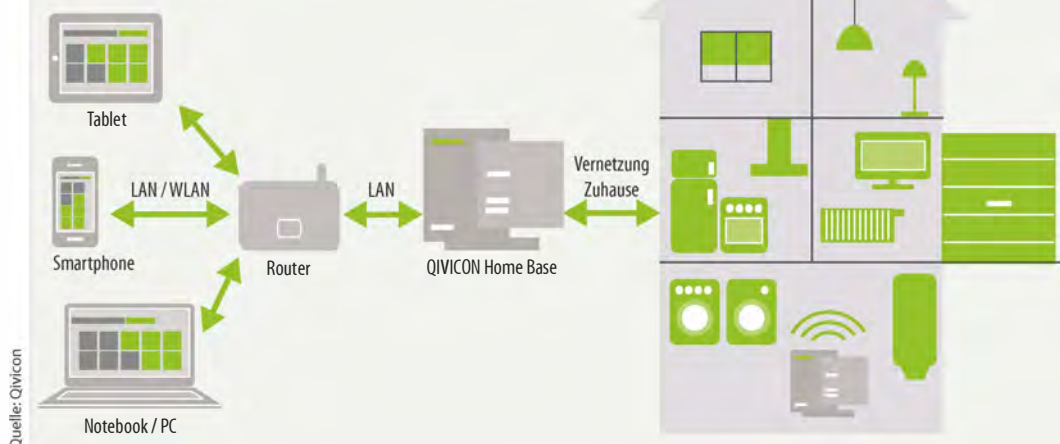 Tablet
LAN / WLAN
Smartphone
Router
LAN
QIVICON Home Base
Vernetzung
Zuhause
Notebook / PC
Quelle: Qivicon